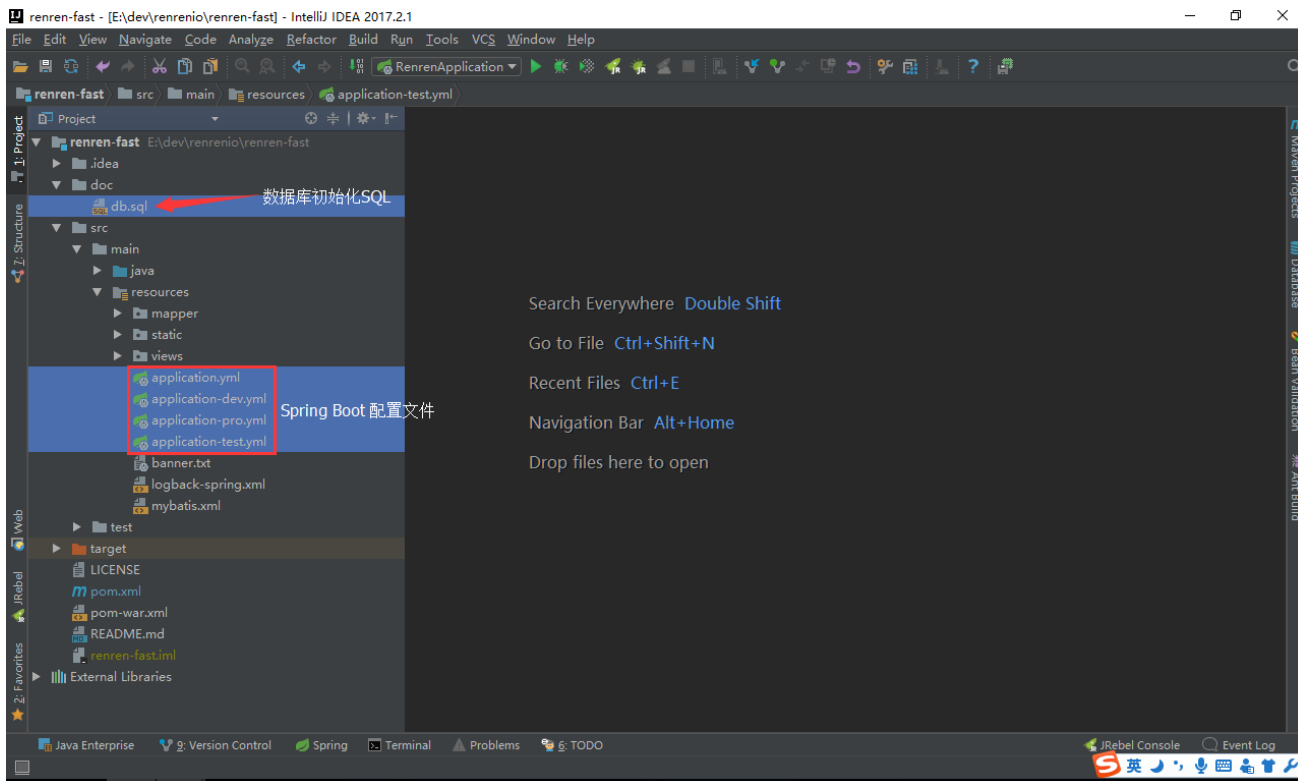 renren-fast - [E:\dev\renrenio\renren-fast] - IntelliJ IDEA 2017.2.1
File Edit View Navigate Code Analyze Refactor Build Run Tools VCS Window Help
RenrenApplication
renren-fast src main resources application-test.yml
Project
renren-fast E:\dev\renrenio\renren-fast
.idea
doc
db.sql
数据库初始化SQL
src
main
java
resources
mapper
static
views
application.yml
application-dev.yml
application-pro.yml
application-test.yml
Spring Boot 配置文件
banner.txt
logback-spring.xml
mybatis.xml
test
target
LICENSE
pom.xml
pom-war.xml
README.md
renren-fast.iml
External Libraries
1: Project
7: Structure
Web
JRebel
2: Favorites
Search Everywhere Double Shift
Go to File Ctrl+Shift+N
Recent Files Ctrl+E
Navigation Bar Alt+Home
Drop files here to open
Maven Projects
Database
Bean Validation
Ant Build
Java Enterprise 9: Version Control Spring Terminal Problems 6: TODO JRebel Console Event Log
英